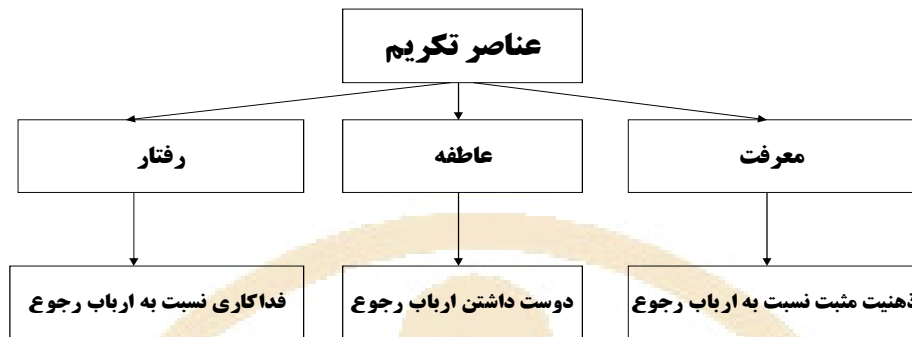 عناصر تکریم
معرفت
عاطفه
رفتار
ذهنیت مثبت نسبت به ارباب رجوع
دوست داشتن ارباب رجوع
فداکاری نسبت به ارباب رجوع